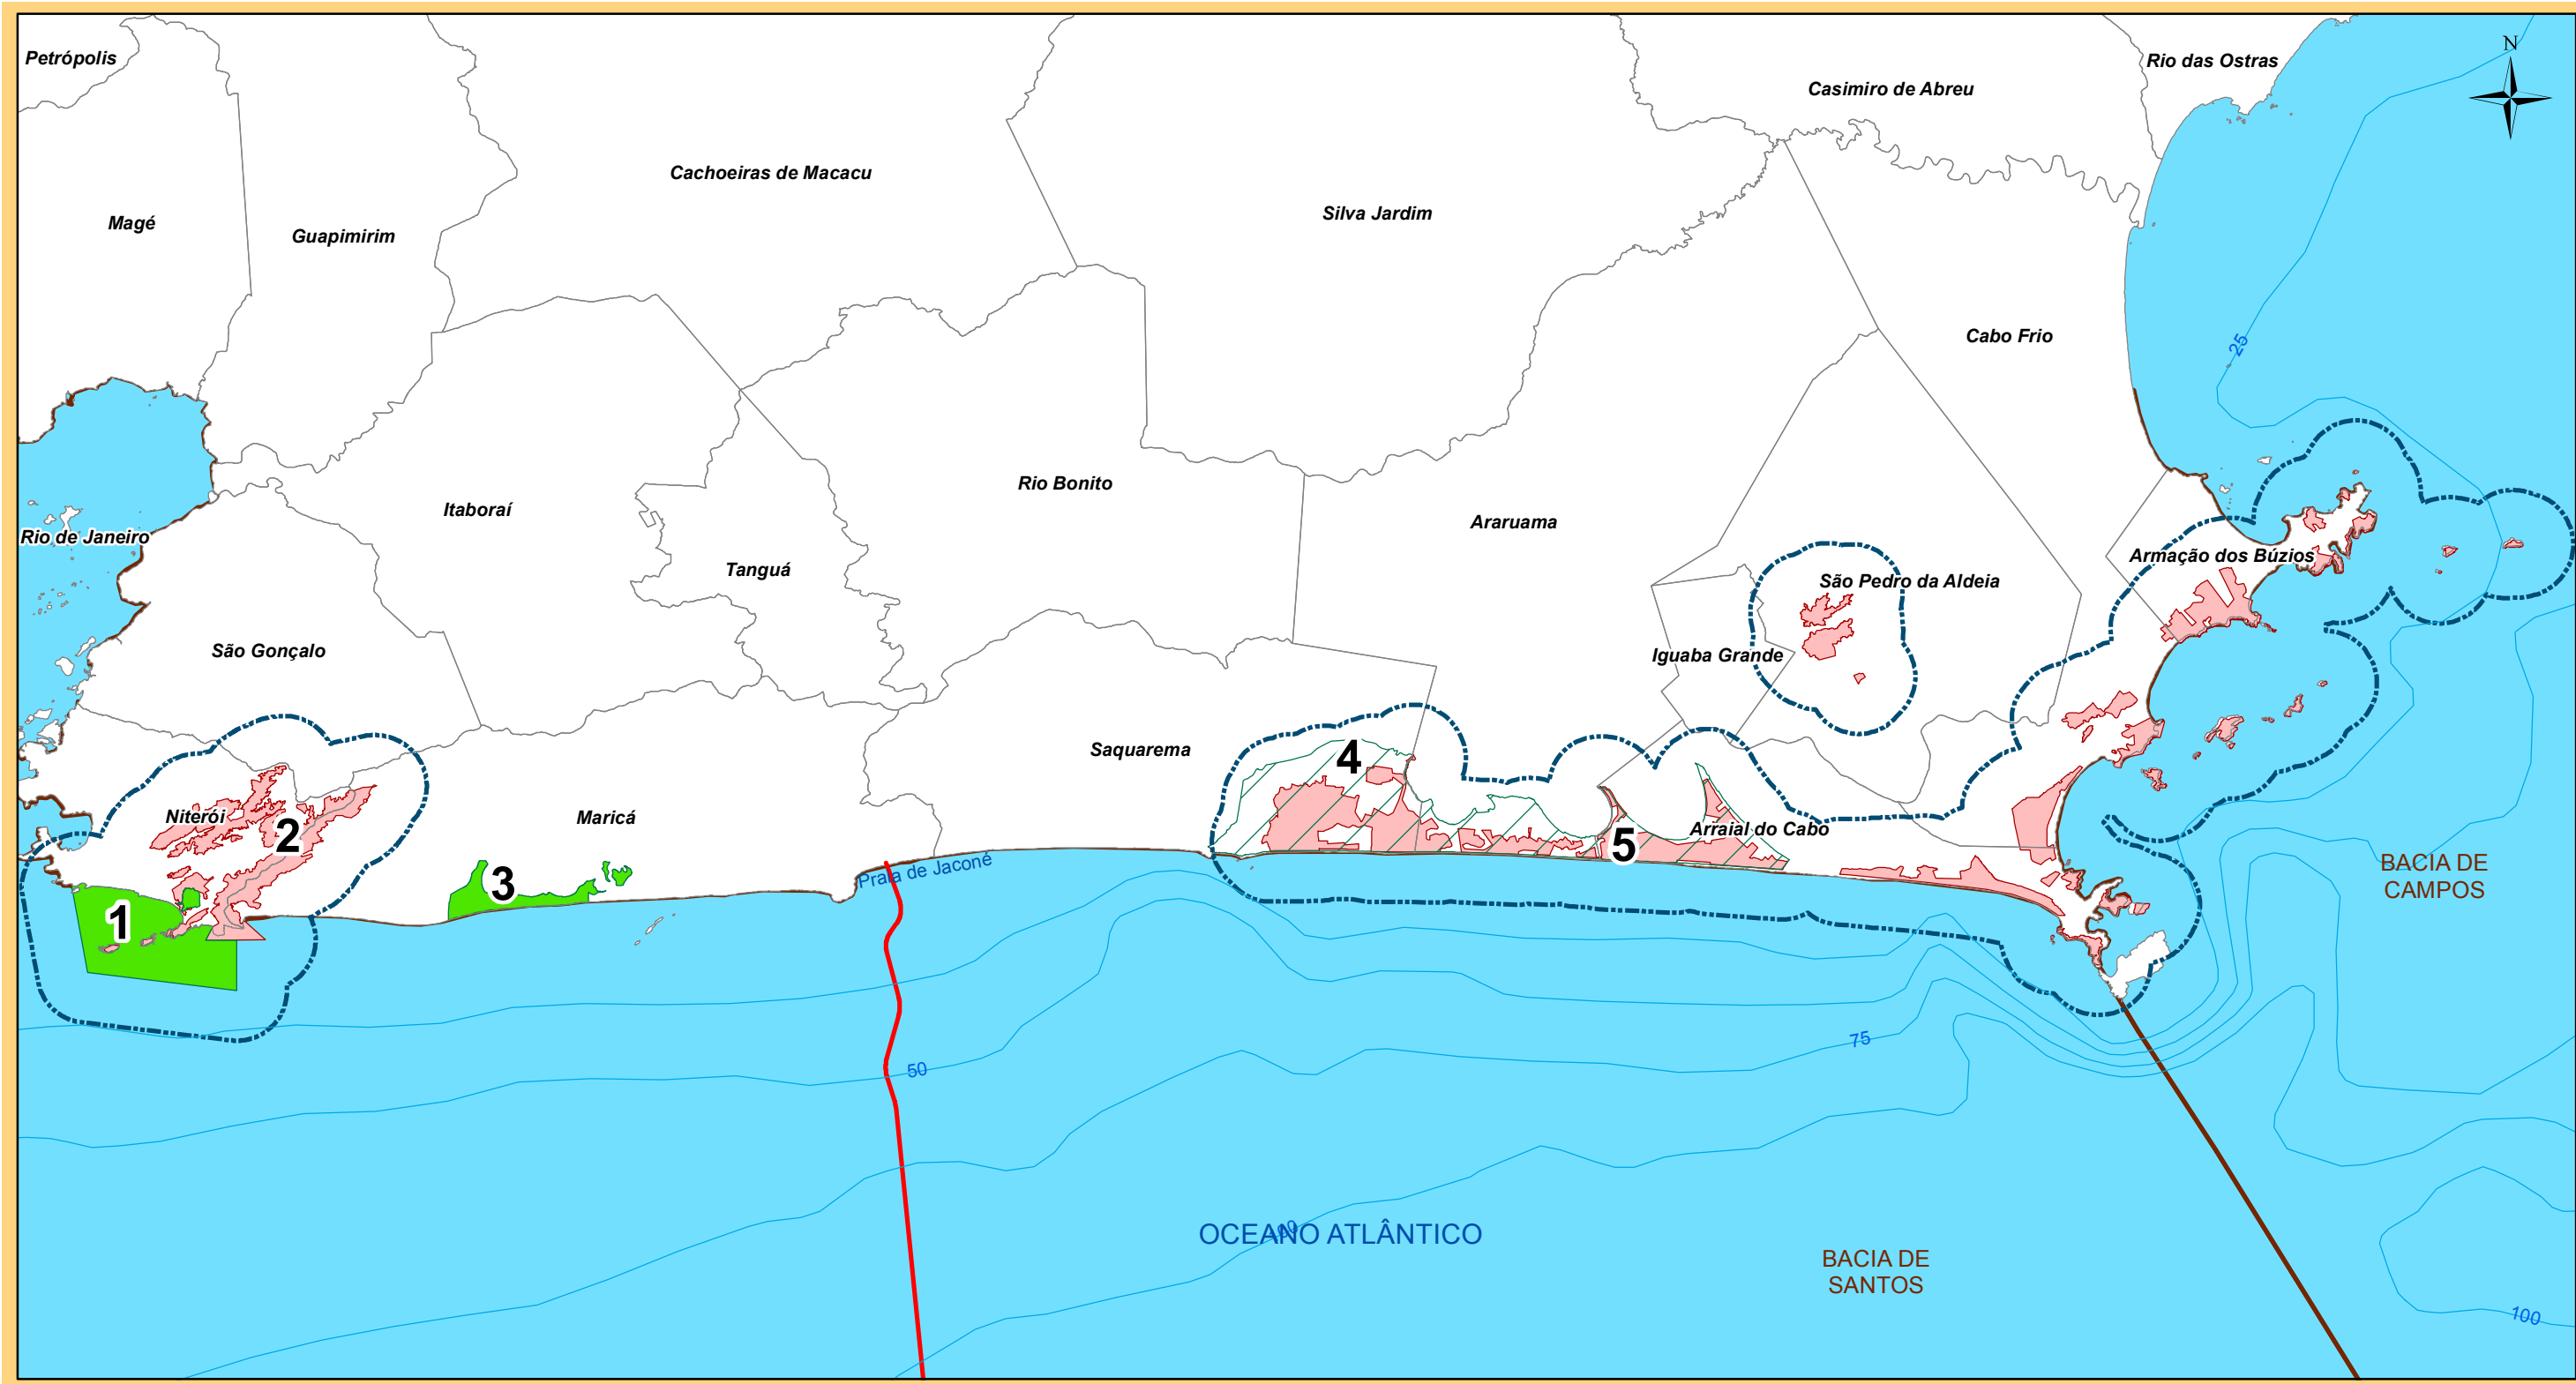 Petrópolis
Rio das Ostras
N
Casimiro de Abreu
Cachoeiras de Macacu
Silva Jardim
Magé
Guapimirim
Cabo Frio
25
Rio Bonito
Itaboraí
Araruama
Rio de Janeiro
Armação dos Búzios
Tanguá
São Pedro da Aldeia
São Gonçalo
Iguaba Grande
Saquarema
4
Niterói
2
Maricá
5
Arraial do Cabo
Praia de Jaconé
3
1
BACIA DE
CAMPOS
75
50
OCEANO ATLÂNTICO
100
BACIA DE
SANTOS
100